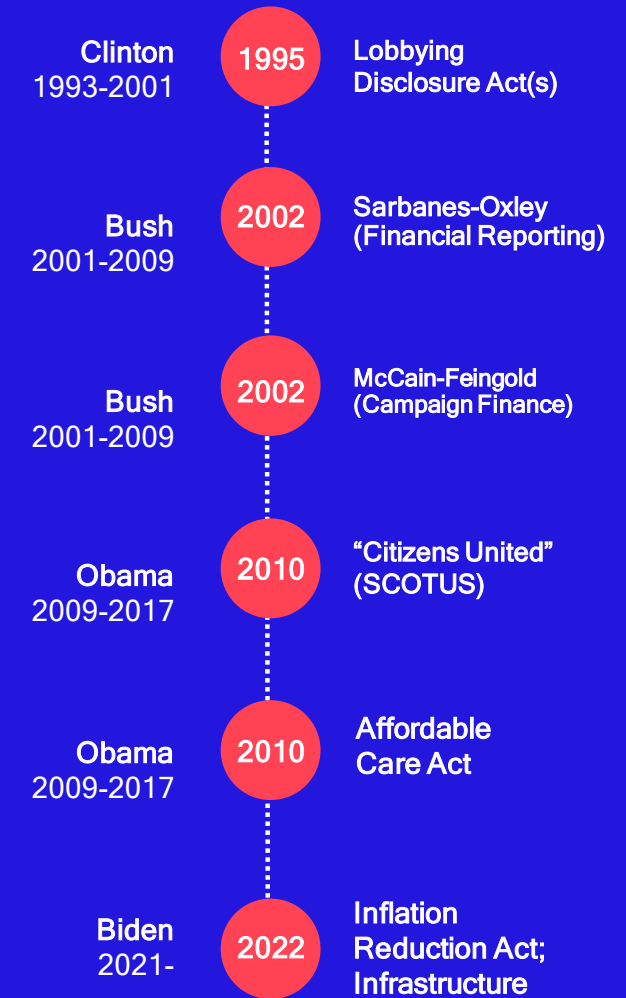 Clinton
1993-2001
1995
Lobbying
Disclosure Act(s)
Bush
2001-2009
2002
Sarbanes-Oxley
(Financial Reporting)
Bush
2001-2009
2002
McCain-Feingold
(Campaign Finance)
Obama
2009-2017
2010
“Citizens United”
(SCOTUS)
Obama
2009-2017
2010
Affordable
Care Act
Biden
2021-
2022
Inflation
Reduction Act;
Infrastructure